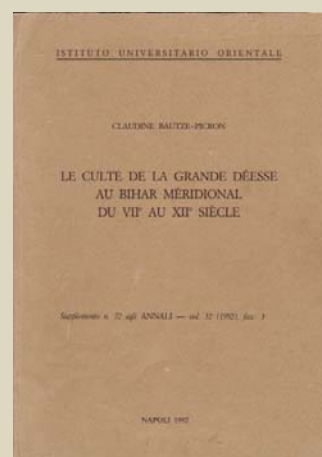 ISTITUTO UNIVERSITARIO ORIENTALE
CLAUDINE BAUTZE-PICRON
LE CULTE DE LA GRANDE DÉESSE
AU BIHAR MÉRIDIONAL
DU VIIᵉ AU XIIᵉ SIÈCLE
Supplemento n. 72 agli ANNALI — vol. 52 (1992), fasc. 3
NAPOLI 1992